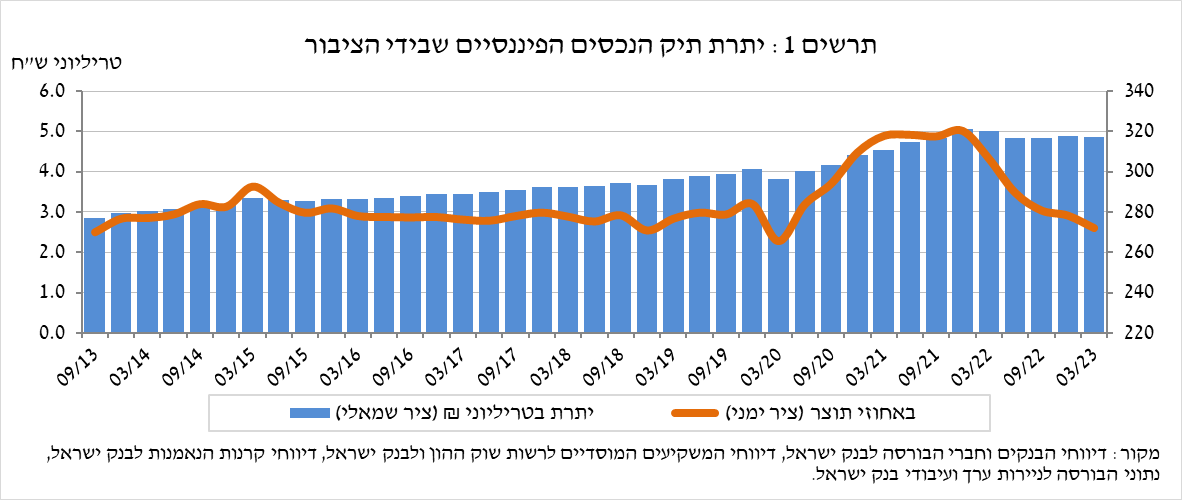 תרשים 1 : יתרת תיק הנכסים הפיננסיים שבידי הציבור
טריליוני ש"ח
6.0
5.0
4.0
3.0
2.0
1.0
0.0
340
320
300
280
260
240
220
09/13 03/14 09/14 03/15 09/15 03/16 09/16 03/17 09/17 03/18 09/18 03/19 09/19 03/20 09/20 03/21 09/21 03/22 09/22 03/23
יתרת בטריליוני ₪ (ציר שמאלי)
באחוזי תוצר (ציר ימני)
מקור : דיווחי הבנקים וחברי הבורסה לבנק ישראל, דיווחי המשקיעים המוסדיים לרשות שוק ההון ולבנק ישראל, דיווחי קרנות הנאמנות לבנק ישראל,
נתוני הבורסה לניירות ערך ועיבודי בנק ישראל.